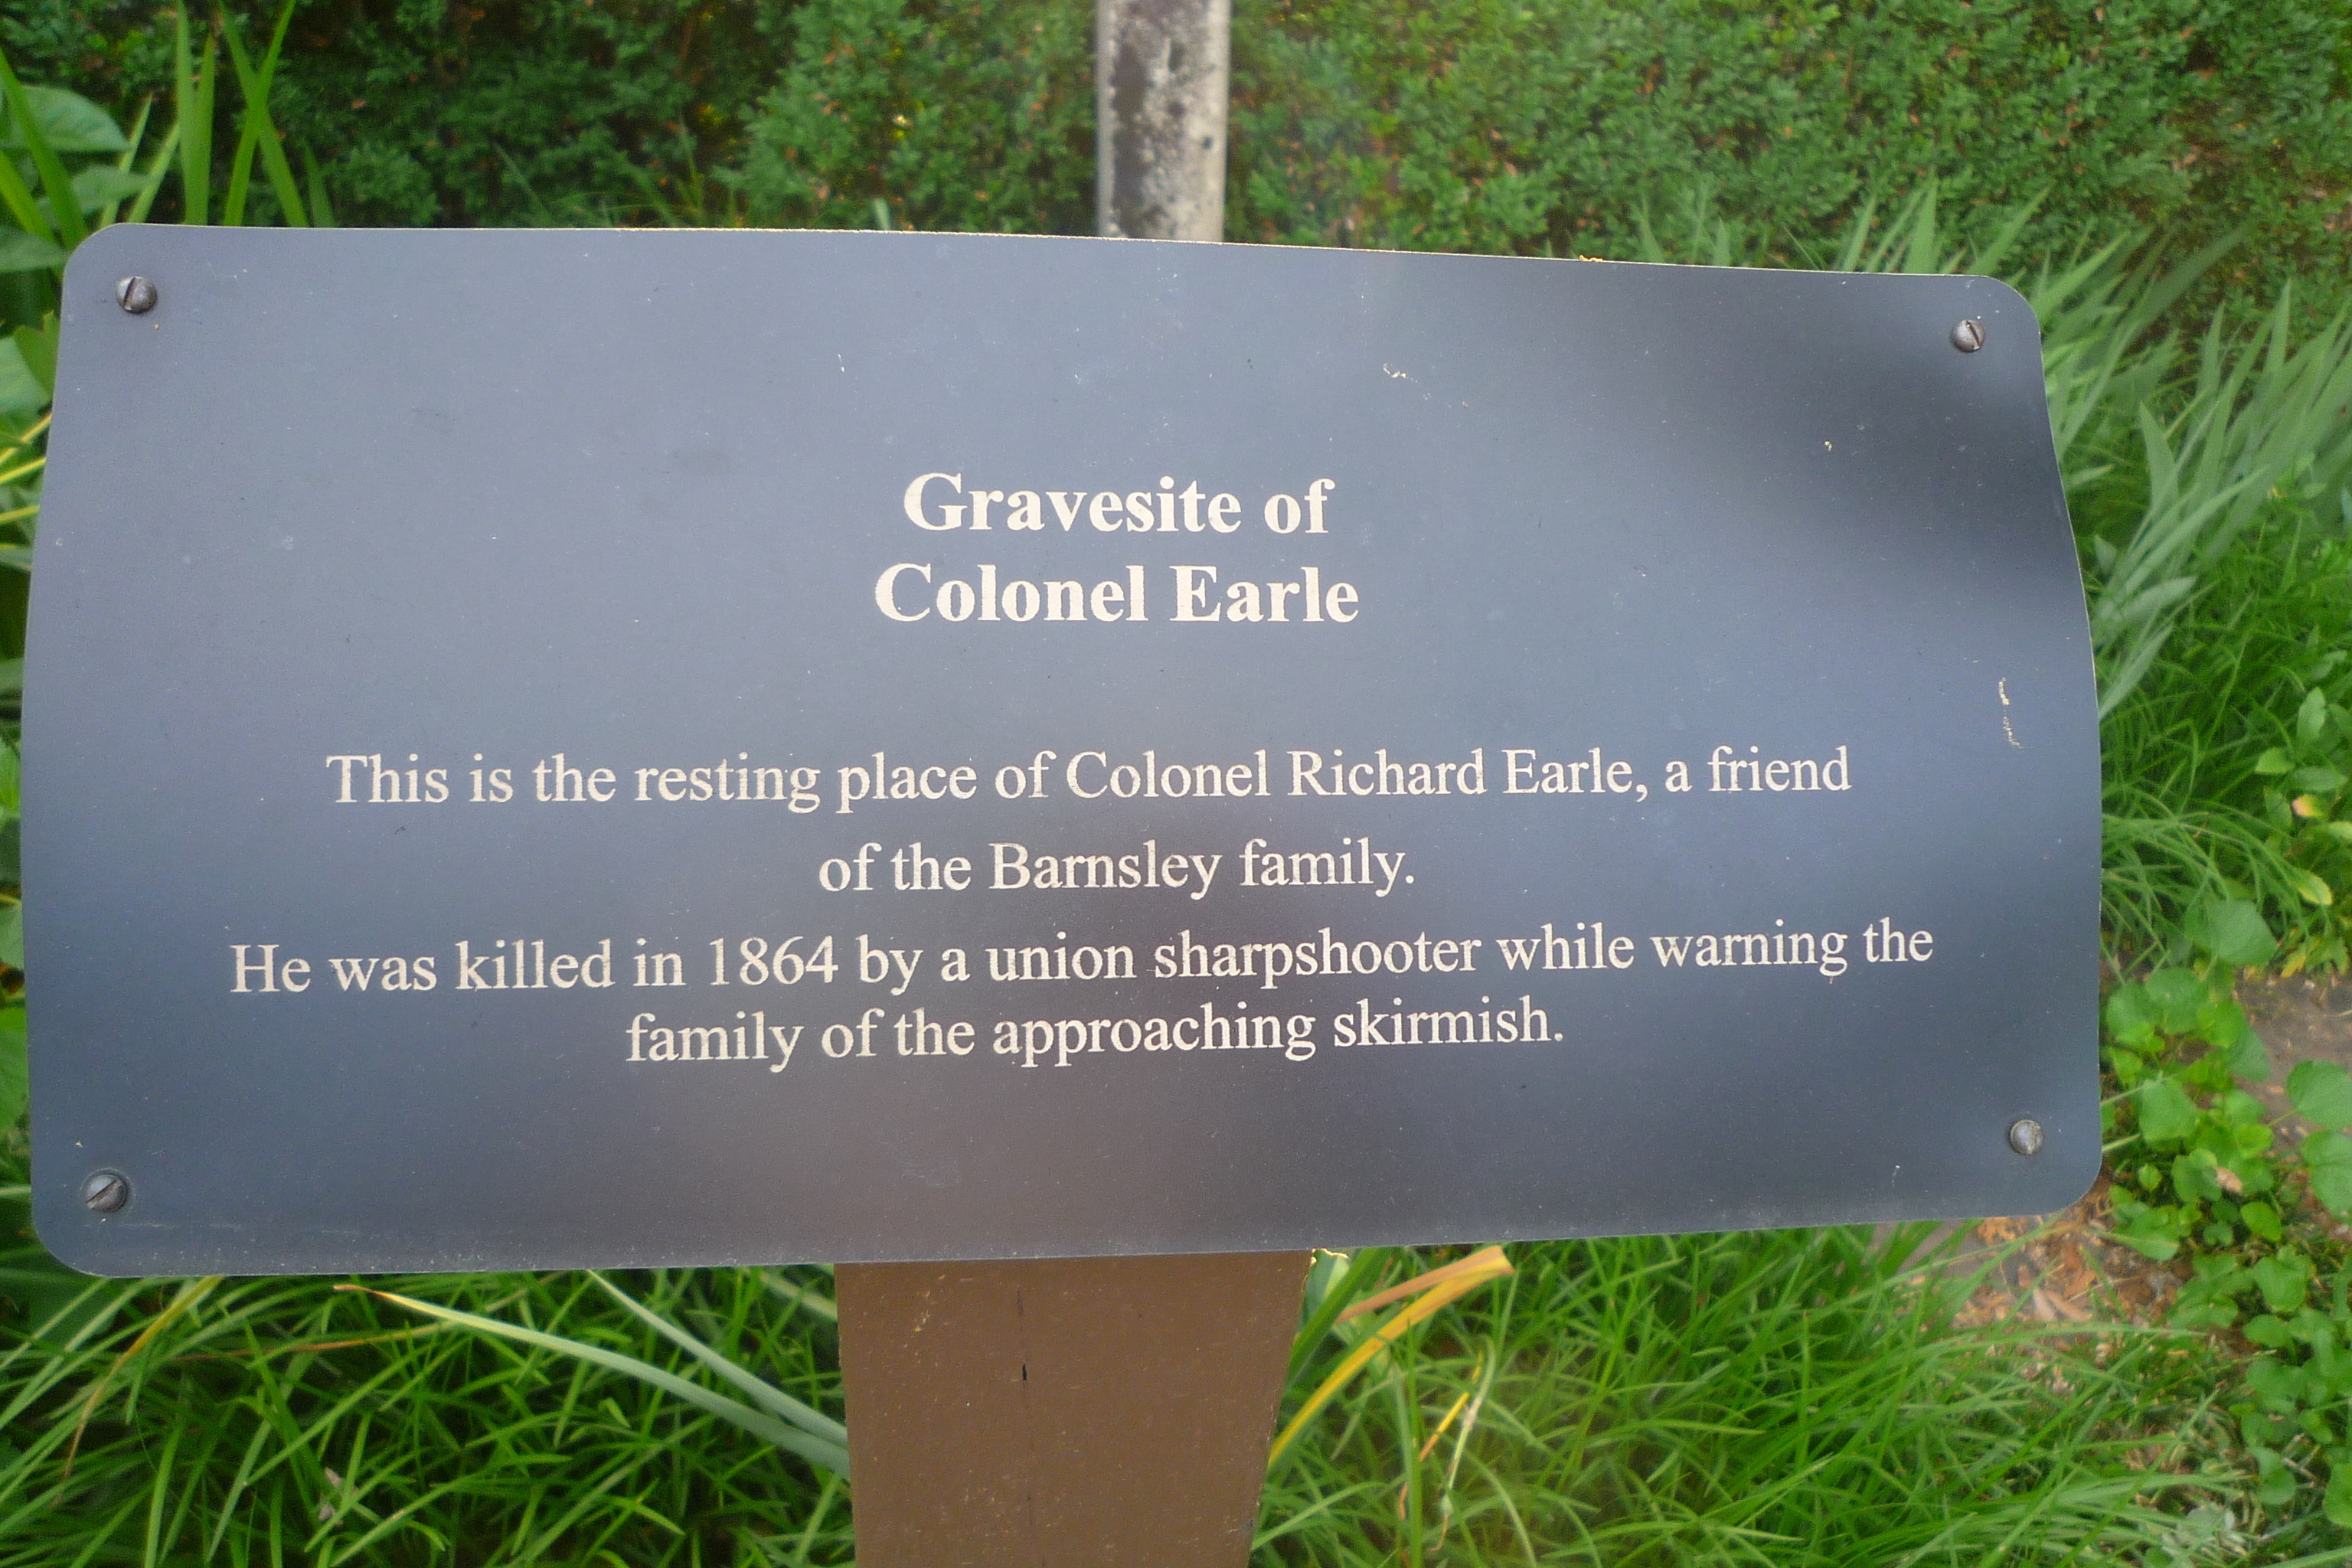 Gravesite of
Colonel Earle
This is the resting place of Colonel Richard Earle, a friend
of the Barnsley family.
He was killed in 1864 by a union sharpshooter while warning the
family of the approaching skirmish.